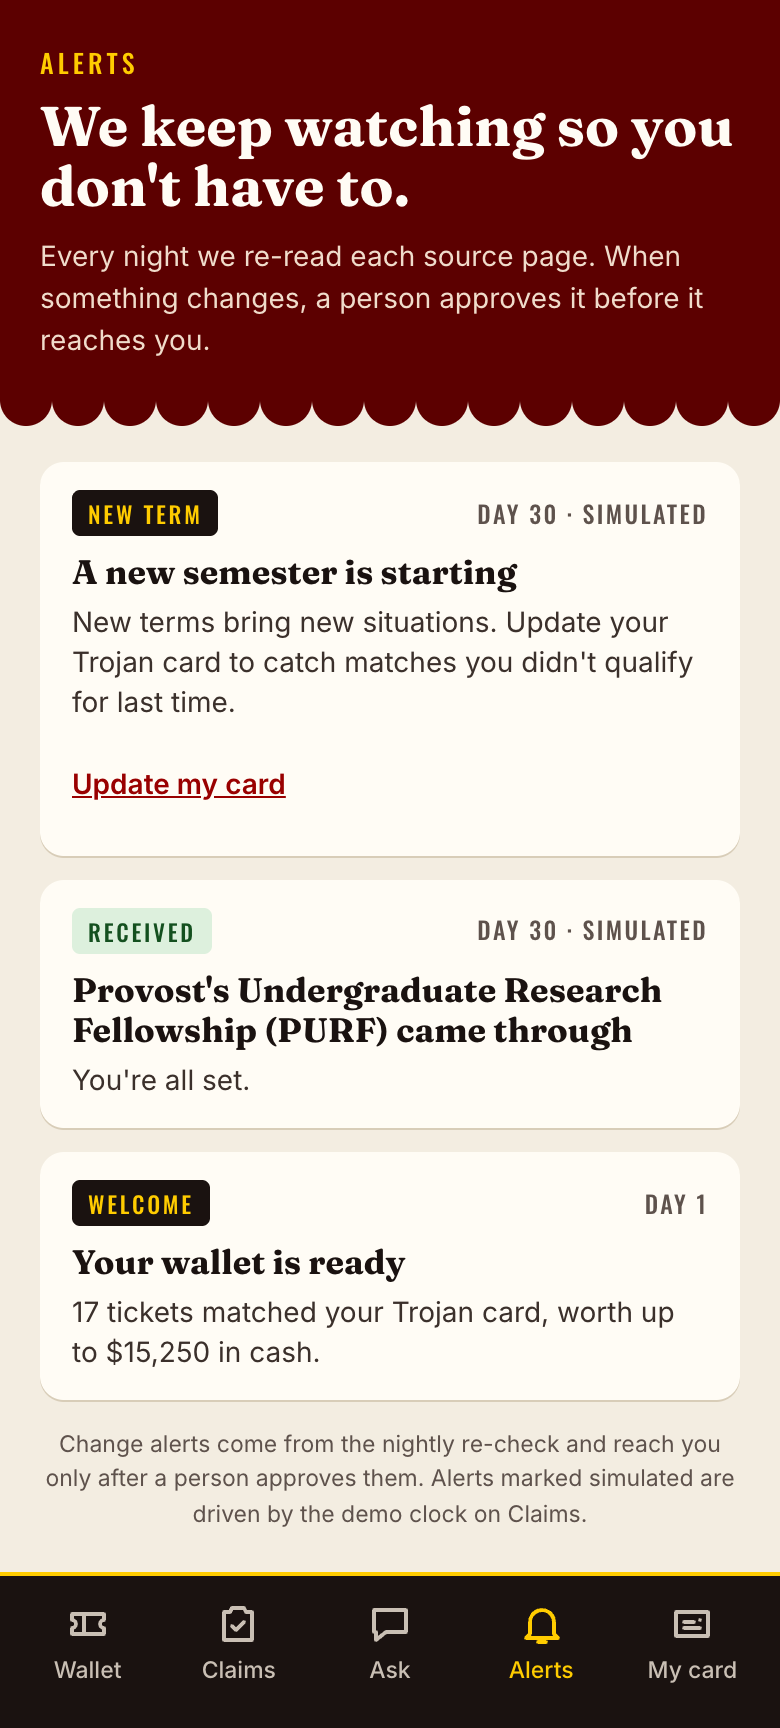 ALERTS
We keep watching so you
don't have to.
Every night we re-read each source page. When
something changes, a person approves it before it
reaches you.
NEW TERM
DAY 30 · SIMULATED
A new semester is starting
New terms bring new situations. Update your
Trojan card to catch matches you didn't qualify
for last time.
Update my card
RECEIVED
DAY 30 · SIMULATED
Provost's Undergraduate Research
Fellowship (PURF) came through
You're all set.
WELCOME
DAY 1
Your wallet is ready
17 tickets matched your Trojan card, worth up
to $15,250 in cash.
Change alerts come from the nightly re-check and reach you
only after a person approves them. Alerts marked simulated are
driven by the demo clock on Claims.
Wallet
Claims
Ask
Alerts
My card